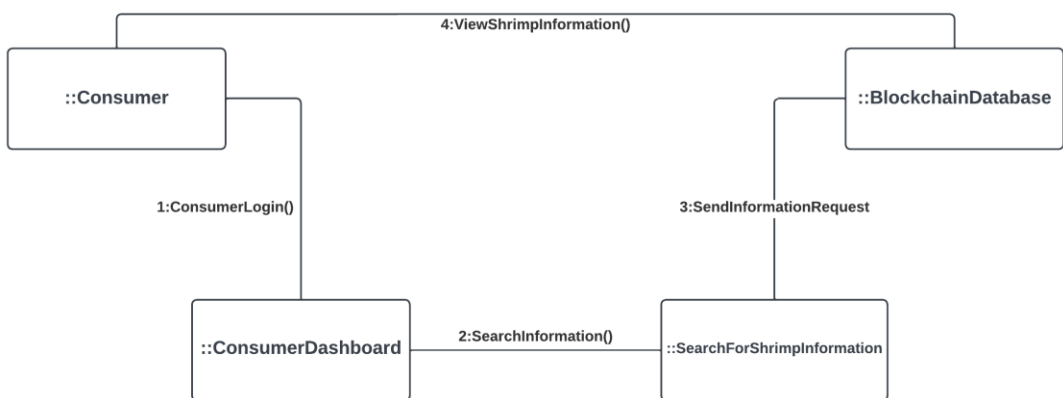 4:ViewShrimpInformation()
::Consumer
::BlockchainDatabase
1:ConsumerLogin()
3:SendInformationRequest
::ConsumerDashboard
2:SearchInformation()
::SearchForShrimpInformation